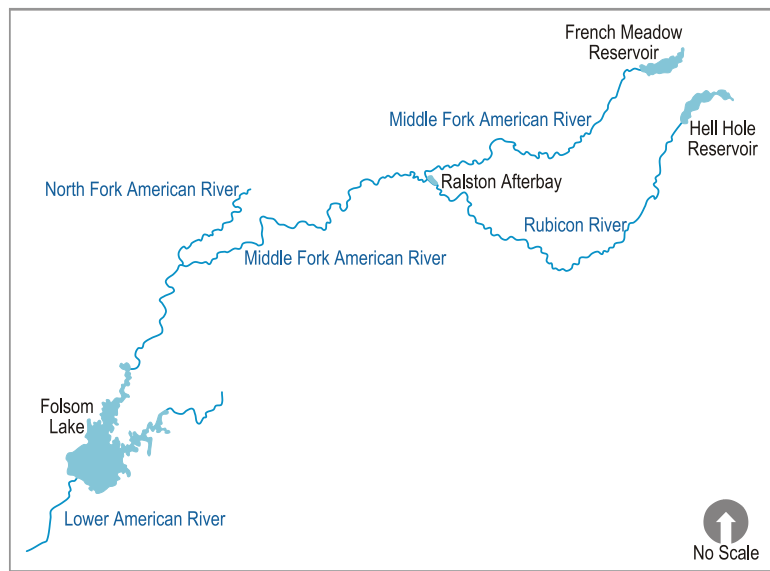 French Meadow
Reservoir
Middle Fork American River
Hell Hole
Reservoir
Ralston Afterbay
North Fork American River
Rubicon River
Middle Fork American River
Folsom
Lake
Lower American River
No Scale